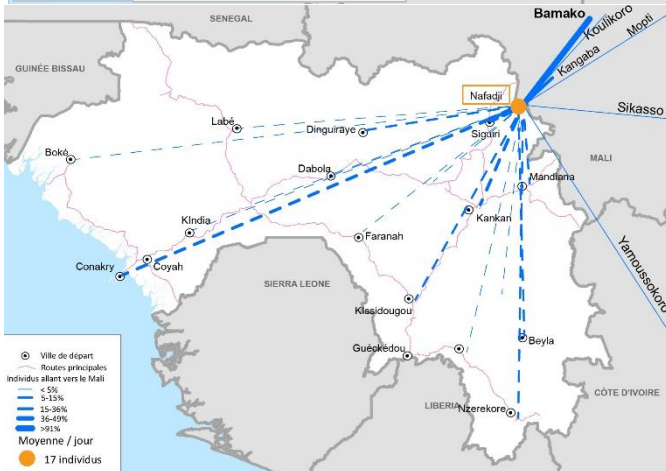 SENEGAL
Bamako
Koulikoro
Mopti
Kangaba
GUINÉE BISSAU
Nafadji
Sikasso
Labé
Dinguiraye
Siguiri
Boké
MALI
Dabola
Mandiana
Kankan
KIndia
Faranah
Conakry
Coyah
Yamoussokoro
SIERRA LEONE
KIssidougou
Guéckédou
Beyla
CÔTE D'IVOIRE
LIBERIA
Nzerekore
Ville de départ
Routes principales
Individus allant vers le Mali
< 5%
5-15%
15-36%
36-49%
>91%
Moyenne / jour
17 individus